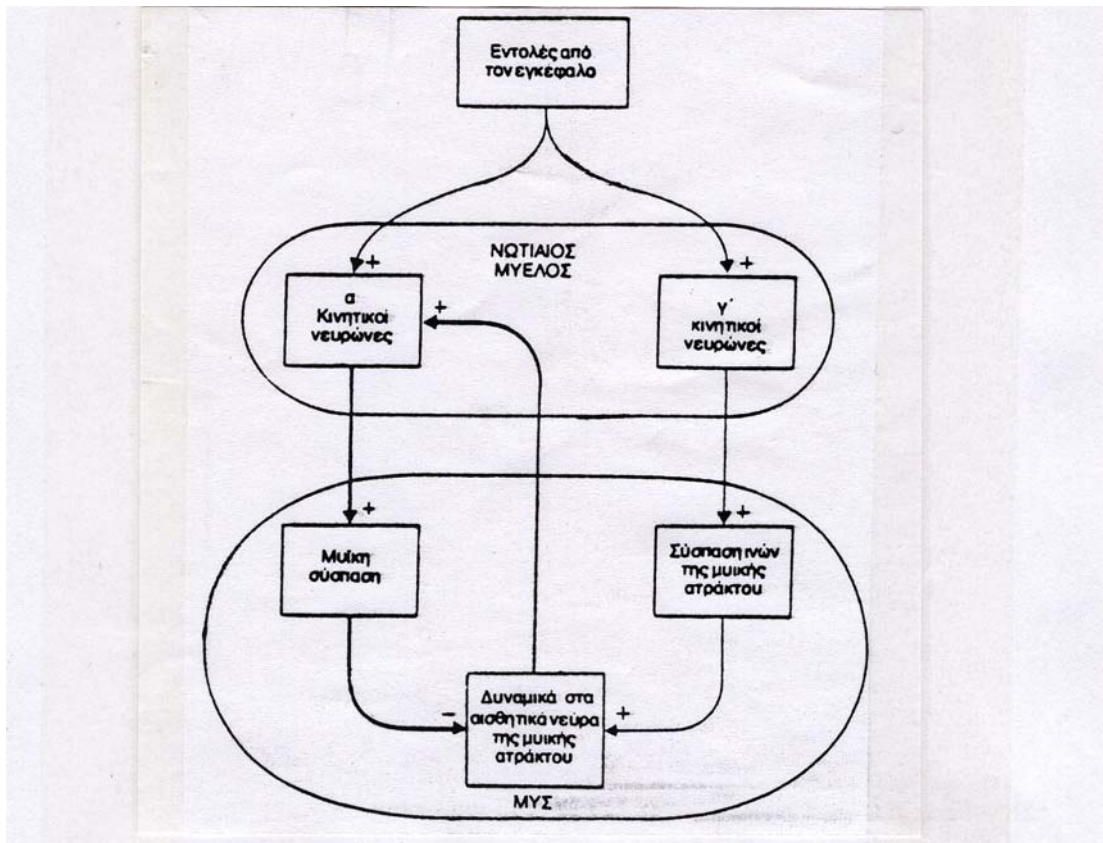 Εντολές από
τον εγκέφαλο
ΝΩΤΙΑΙΟΣ
ΜΥΕΛΟΣ
+
+
+
α
Κινητικοί
νευρώνες
γ΄
κινητικοί
νευρώνες
+
+
Μυϊκη
σύσπαση
Σύσπαση ινών
της μυικής
ατράκτου
-
+
Δυναμικά στα
αισθητικά νεύρα
της μυικής
ατράκτου
ΜΥΣ